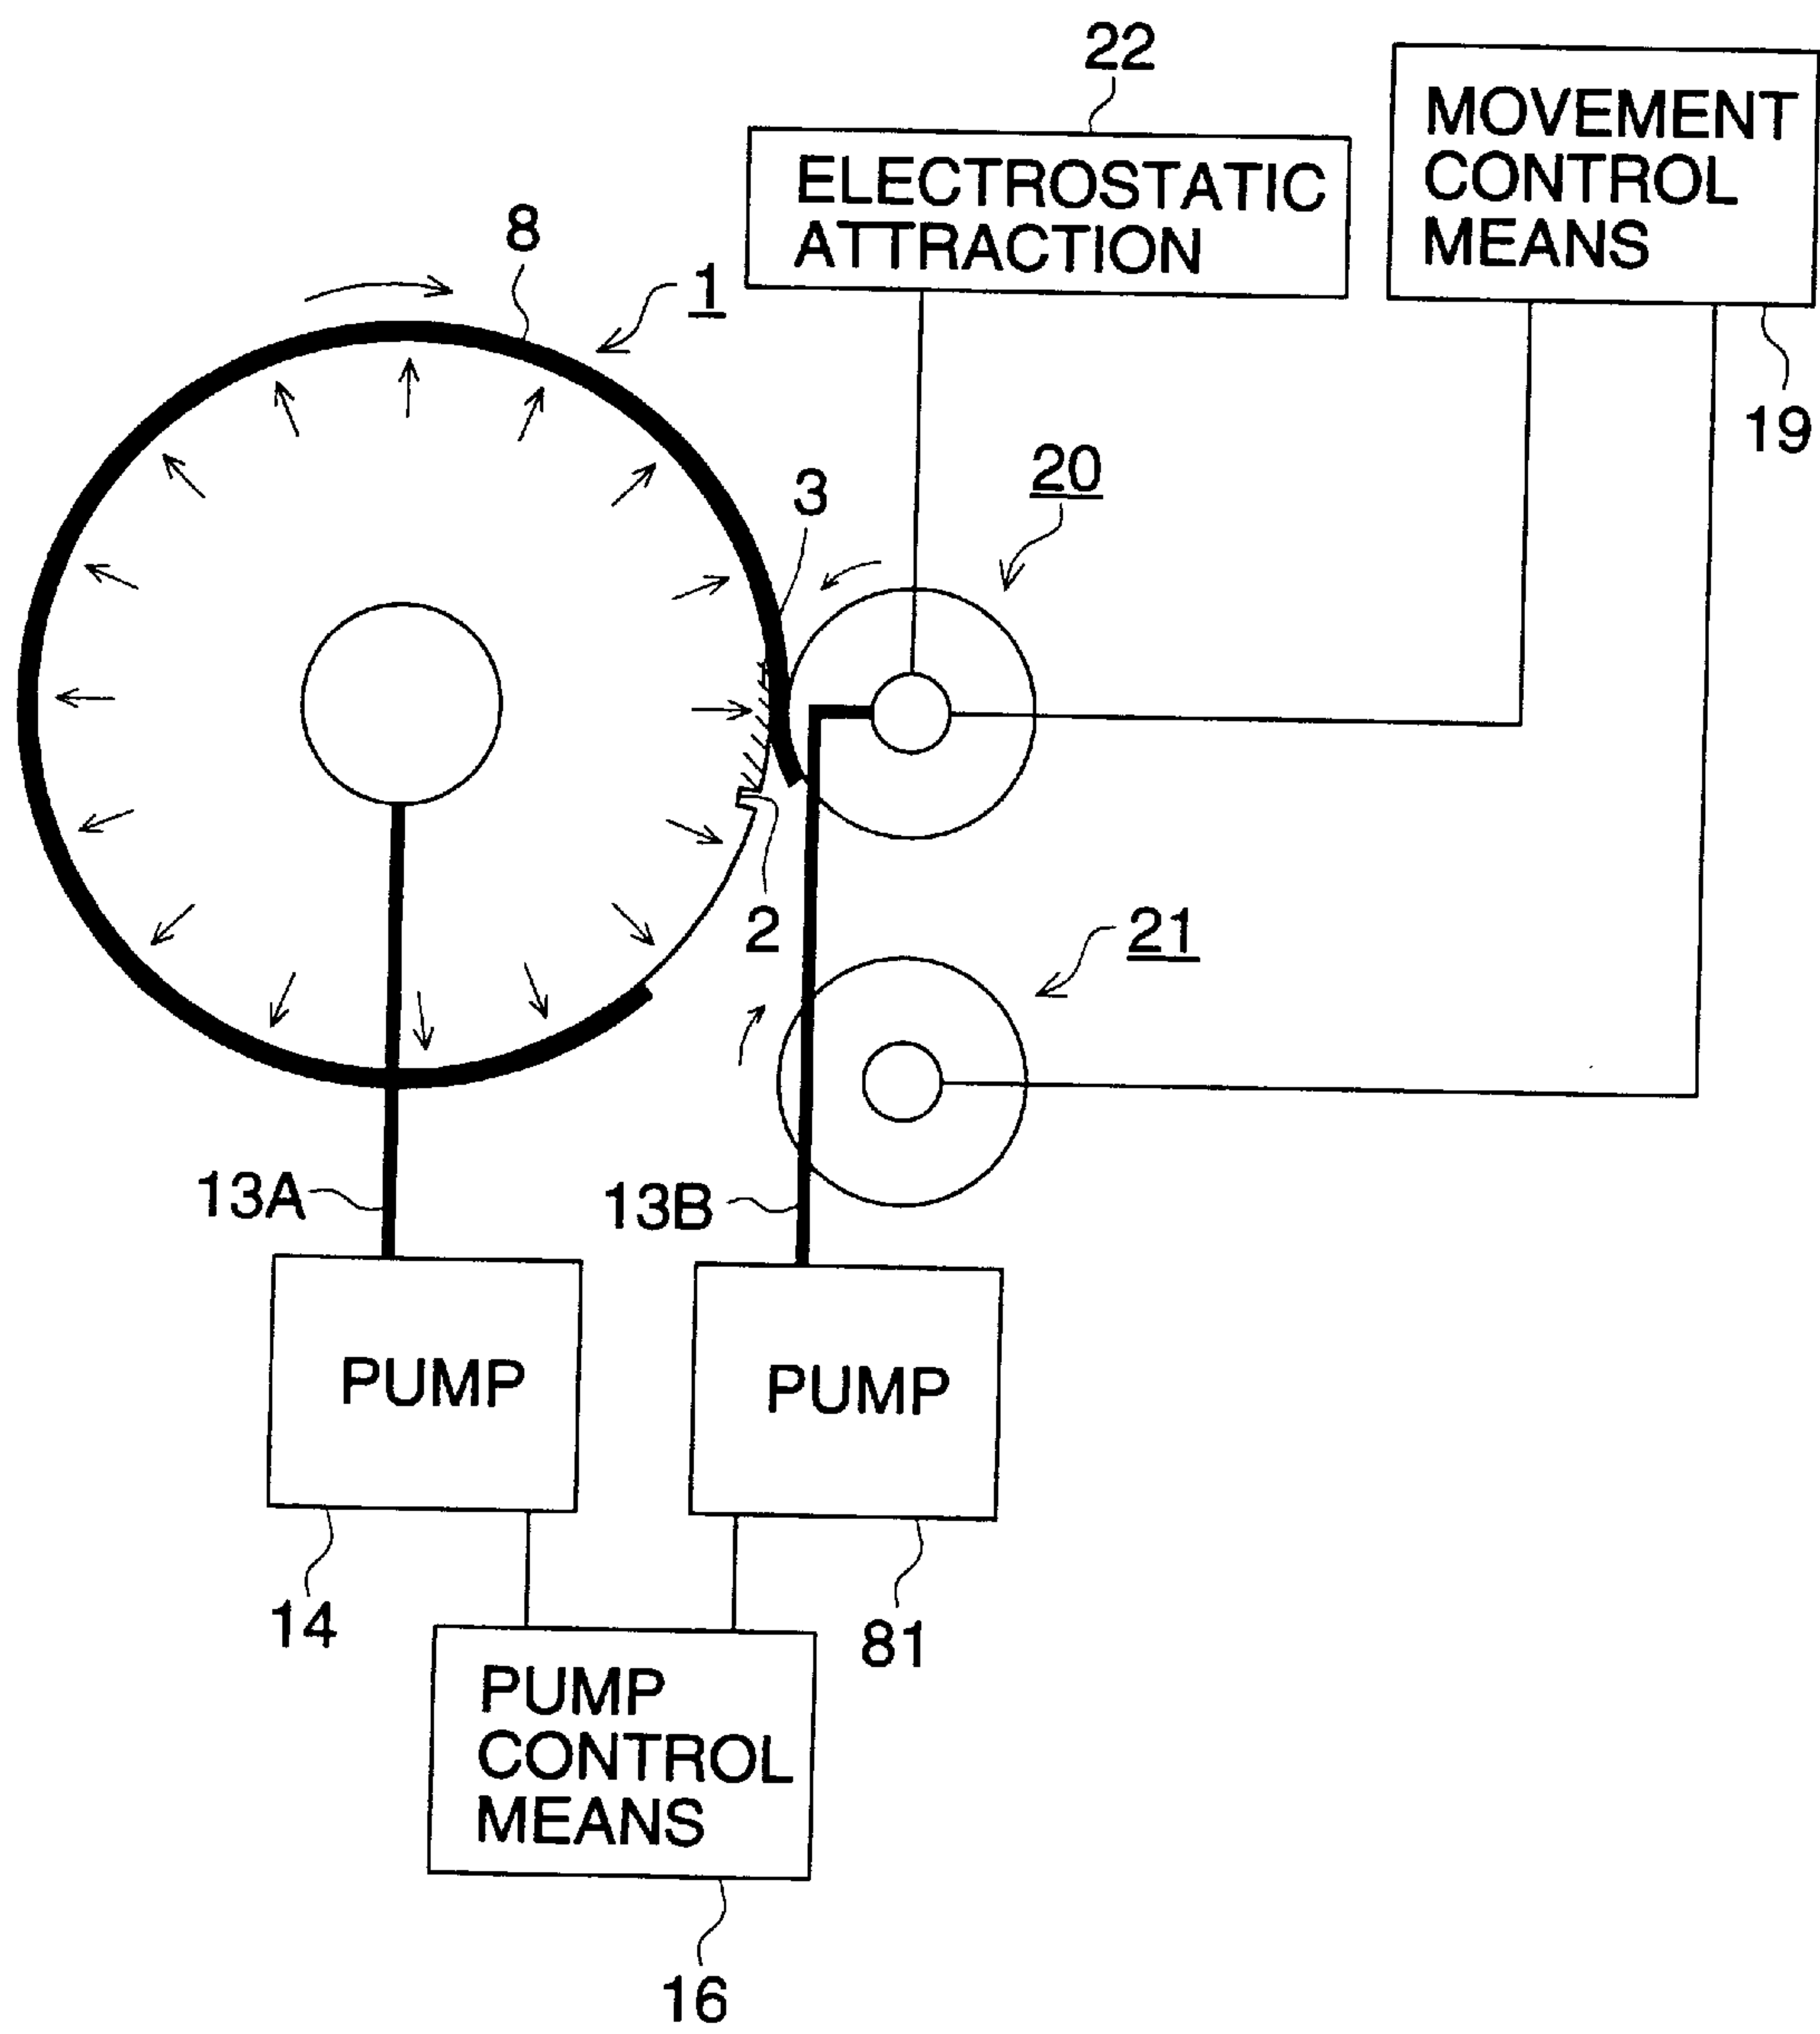 22
ELECTROSTATIC
ATTRACTION
MOVEMENT
CONTROL
MEANS
19
8
1
3
20
2
21
13A
13B
PUMP
PUMP
14
81
PUMP
CONTROL
MEANS
16